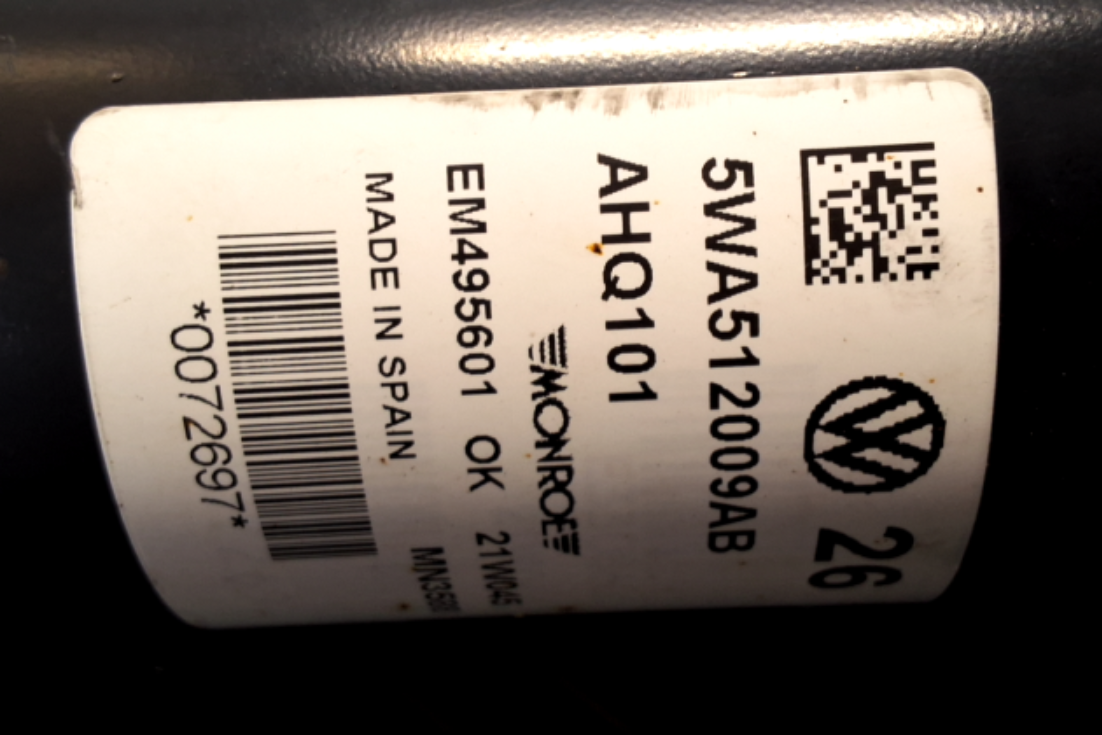 26
5WA512009AB
AHQ101
MONROE
EM495601 OK 21W045
MADE IN SPAIN
*0072697*